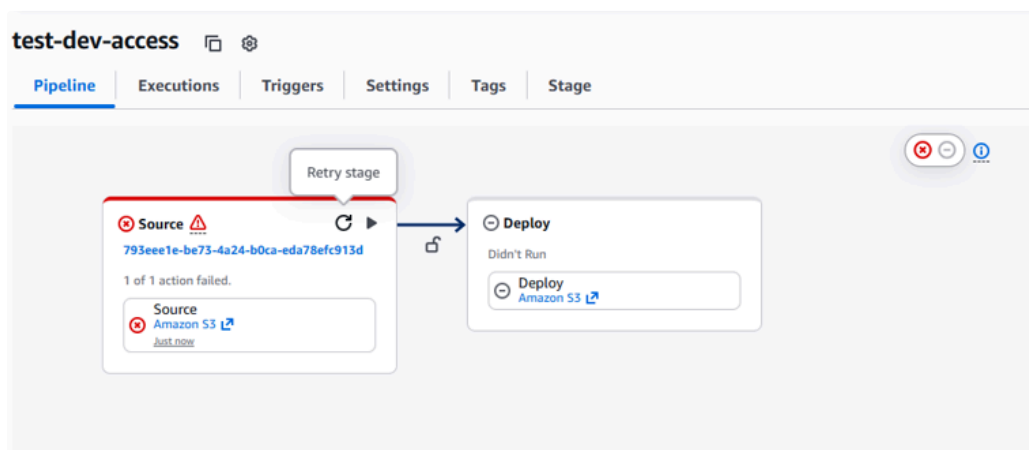 test-dev-access
Pipeline
Executions
Triggers
Settings
Tags
Stage
Retry stage
Source
793eee1e-be73-4a24-b0ca-eda78efc913d
1 of 1 action failed.
Source
Amazon S3
Just now
Deploy
Didn't Run
Deploy
Amazon S3